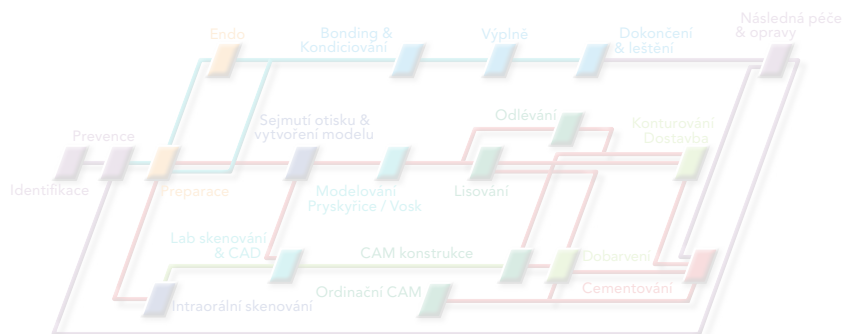 Následná péče
& opravy
Endo
Bonding &
Kondiciování
Výplně
Dokončení
& leštění
Sejmutí otisku &
vytvoření modelu
Odlévání
Konturování
Dostavba
Prevence
Identifikace
Preparace
Modelování
Pryskyřice / Vosk
Lisování
Lab skenování
& CAD
CAM konstrukce
Dobarvení
Intraorální skenování
Ordinační CAM
Cementování